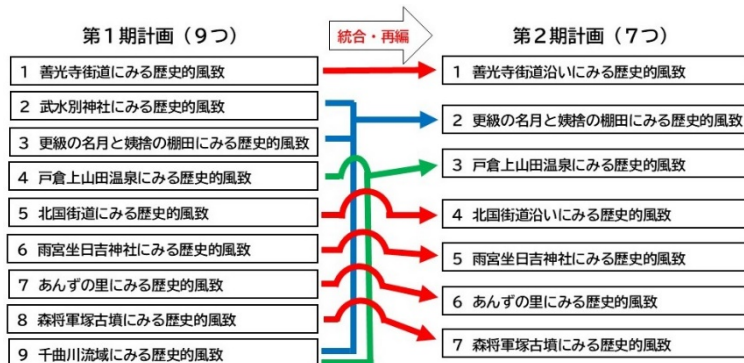 第1期計画(9つ)
統合・再編
第2期計画(7つ)
1 善光寺街道にみる歴史的風致
2 武水別神社にみる歴史的風致
3 更級の名月と姨捨の棚田にみる歴史的風致
4 戸倉上山田温泉にみる歴史的風致
5 北国街道にみる歴史的風致
6 雨宮坐日吉神社にみる歴史的風致
7 あんずの里にみる歴史的風致
8 森将軍塚古墳にみる歴史的風致
9 千曲川流域にみる歴史的風致
1 善光寺街道沿いにみる歴史的風致
2 更級の名月と姨捨の棚田にみる歴史的風致
3 戸倉上山田温泉にみる歴史的風致
4 北国街道沿いにみる歴史的風致
5 雨宮坐日吉神社にみる歴史的風致
6 あんずの里にみる歴史的風致
7 森将軍塚古墳にみる歴史的風致